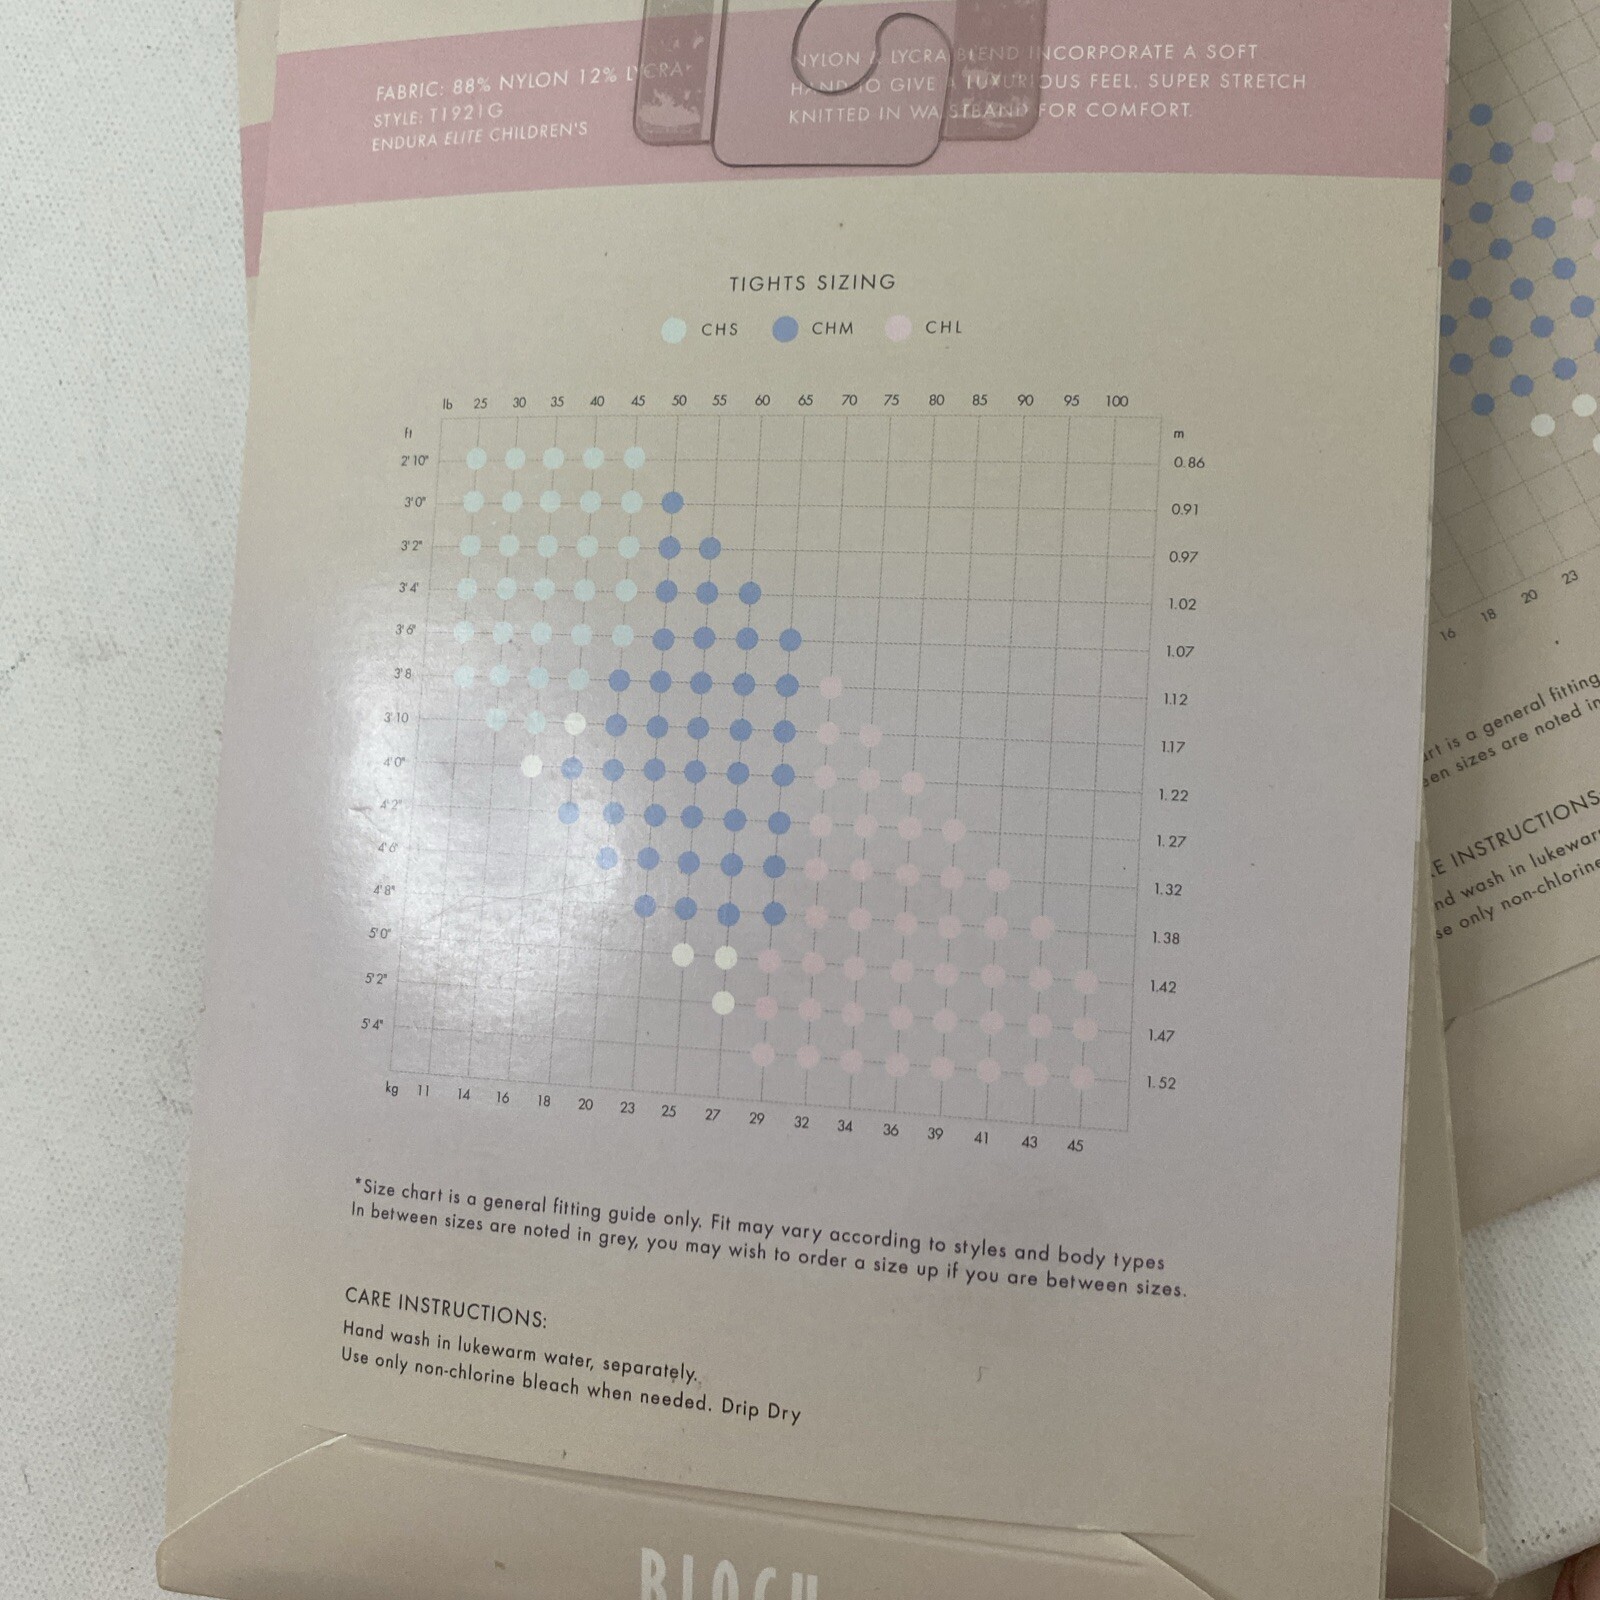 FABRIC: 88% NYLON 12% LYCRA
STYLE: T1921G
ENDURA ELITE CHILDREN'S
NYLON & LYCRA BLEND INCORPORATE A SOFT
HAND TO GIVE A LUXURIOUS FEEL. SUPER STRETCH
KNITTED IN WAISTBAND FOR COMFORT.
TIGHTS SIZING
CHS CHM CHL
lb 25 30 35 40 45 50 55 60 65 70 75 80 85 90 95 100
ft m
2'10" 0.86
3'0" 0.91
3'2" 0.97
3'4' 1.02
3'6" 1.07
3'8 1.12
3'10 1.17
4'0" 1.22
4'2" 1.27
4'6" 1.32
4'8" 1.38
5'0" 1.42
5'2" 1.47
5'4" 1.52
kg 11 14 16 18 20 23 25 27 29 32 34 36 39 41 43 45
*Size chart is a general fitting guide only. Fit may vary according to styles and body types
In between sizes are noted in grey, you may wish to order a size up if you are between sizes.
CARE INSTRUCTIONS:
Hand wash in lukewarm water, separately.
Use only non-chlorine bleach when needed. Drip Dry
BLOCH
16 18 20 23
is a general fitting
sizes are noted in
INSTRUCTIONS
wash in
only non-chlorine